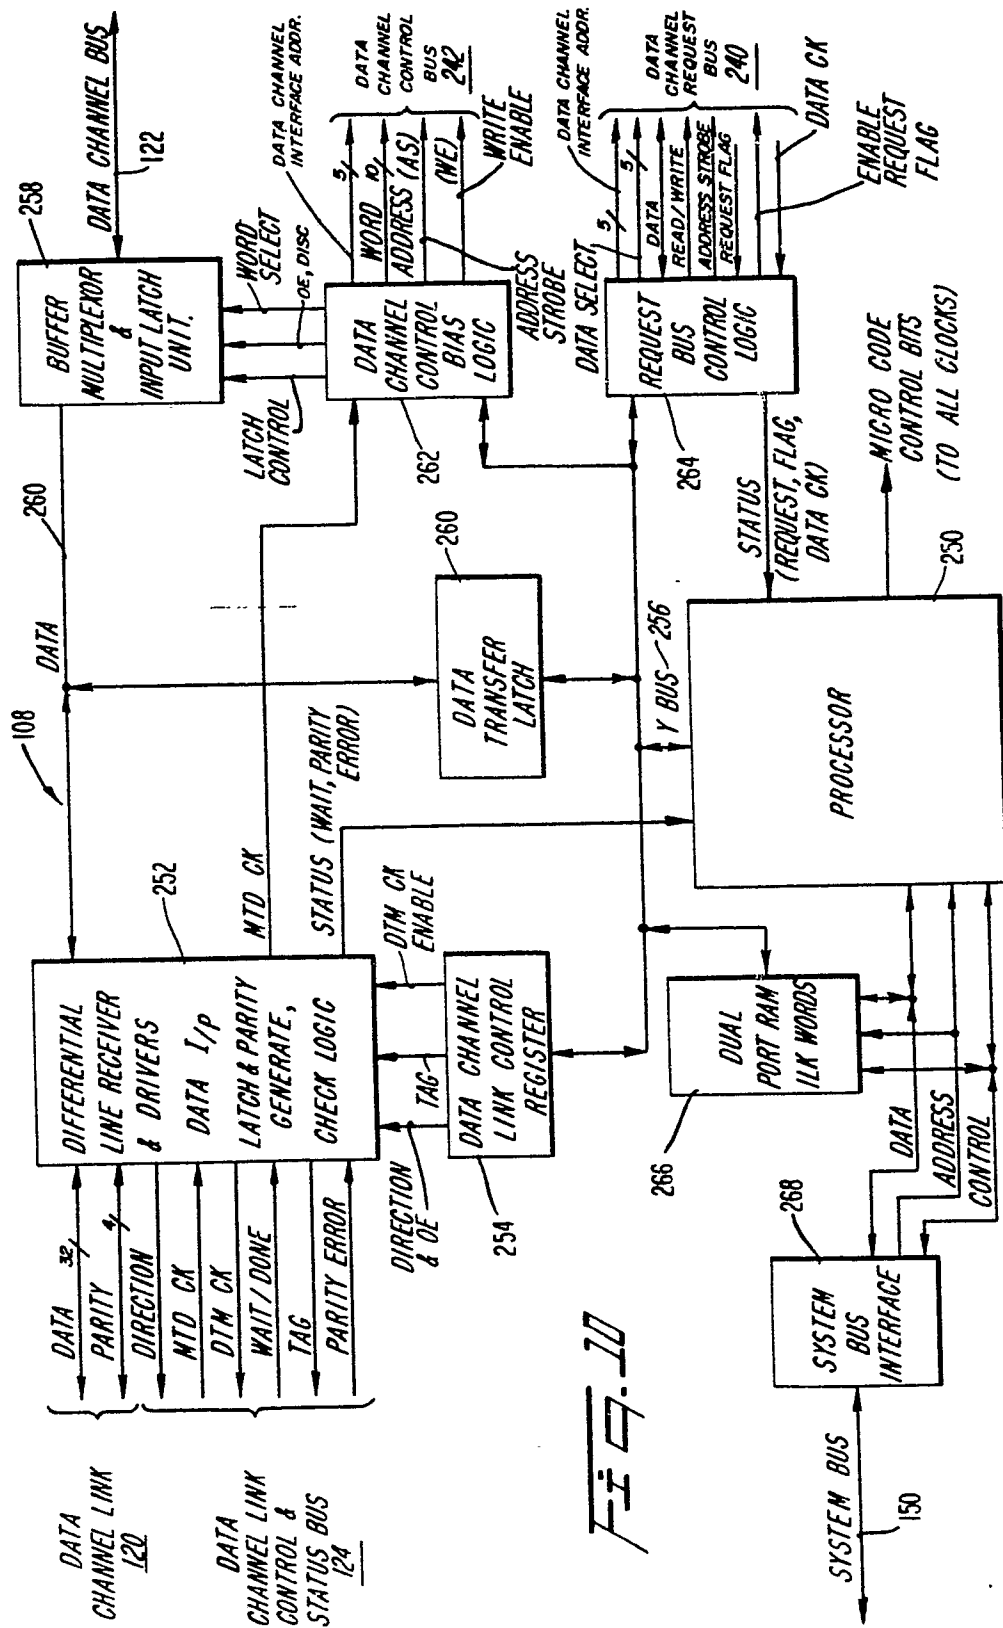 DATA
CHANNEL LINK
120
DATA
CHANNEL LINK
CONTROL &
STATUS BUS
124
DATA
32
PARITY
4
DIRECTION
MTD CK
DTM CK
WAIT/DONE
TAG
PARITY ERROR
DIFFERENTIAL
LINE RECEIVER
& DRIVERS
DATA I/P
LATCH & PARITY
GENERATE,
CHECK LOGIC
252
108
DATA
260
BUFFER
MULTIPLEXOR
&
INPUT LATCH
UNIT.
258
DATA CHANNEL BUS
122
MTD CK
STATUS (WAIT, PARITY
ERROR)
LATCH
CONTROL
OE, DISC
WORD
SELECT
DATA
CHANNEL
CONTROL
BIAS
LOGIC
262
DATA CHANNEL
INTERFACE ADDR.
5
WORD
10
ADDRESS (AS)
(WE)
DATA
CHANNEL
CONTROL
BUS
242
WRITE
ENABLE
ADDRESS
STROBE
DIRECTION
& OE
TAG
DTM CK
ENABLE
DATA CHANNEL
LINK CONTROL
REGISTER
254
DATA
TRANSFER
LATCH
260
REQUEST
BUS
CONTROL
LOGIC
264
DATA SELECT
5
5
DATA
READ/WRITE
ADDRESS STROBE
REQUEST FLAG
DATA CHANNEL
INTERFACE ADDR.
DATA
CHANNEL
REQUEST
BUS
240
DATA CK
ENABLE
REQUEST
FLAG
STATUS
(REQUEST, FLAG,
DATA CK)
Y BUS 256
PROCESSOR
250
MICRO CODE
CONTROL BITS
(TO ALL CLOCKS)
DUAL
PORT RAM
ILK WORDS
266
DATA
ADDRESS
CONTROL
SYSTEM
BUS
INTERFACE
268
SYSTEM BUS
150
Fig. 10